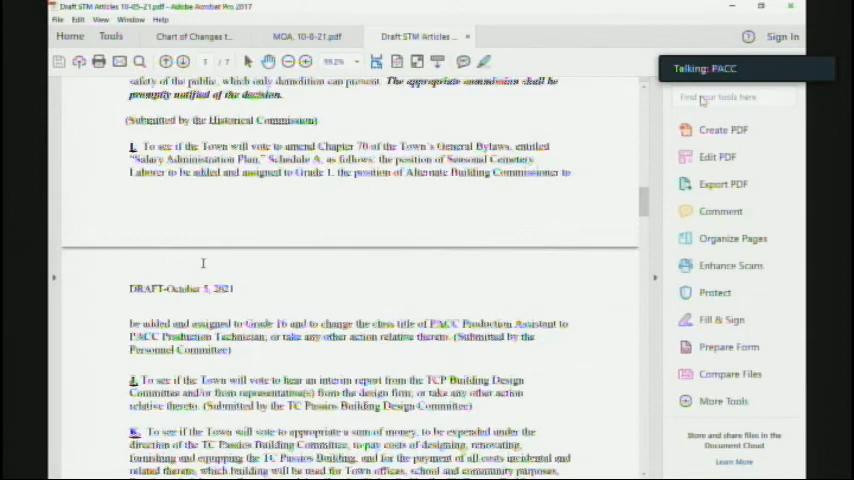 Draft STM Articles 10-05-21.pdf - Adobe Acrobat Pro 2017
File Edit View Window Help
Home Tools Chart of Changes t... MOA, 10-8-21.pdf Draft STM Articles ... × Sign In
99.2%
Talking: PACC
Find your tools here
Create PDF
Edit PDF
Export PDF
Comment
Organize Pages
Enhance Scans
Protect
Fill & Sign
Prepare Form
Compare Files
More Tools
Store and share files in the
Document Cloud
Learn More
safety of the public, which only demolition can present. The appropriate commission shall be
promptly notified of the decision.
(Submitted by the Historical Commission)
I. To see if the Town will vote to amend Chapter 70 of the Town's General Bylaws, entitled
"Salary Administration Plan," Schedule A, as follows: the position of Seasonal Cemetery
Laborer to be added and assigned to Grade 1, the position of Alternate Building Commissioner to
DRAFT-October 5, 2021
be added and assigned to Grade 16 and to change the class title of PACC Production Assistant to
PACC Production Technician; or take any other action relative thereto. (Submitted by the
Personnel Committee)
J. To see if the Town will vote to hear an interim report from the TCP Building Design
Committee and/or from representative(s) from the design firm; or take any other action
relative thereto. (Submitted by the TC Passios Building Design Committee)
K. To see if the Town will vote to appropriate a sum of money, to be expended under the
direction of the TC Passios Building Committee, to pay costs of designing, renovating,
furnishing and equipping the TC Passios Building, and for the payment of all costs incidental and
related thereto, which building will be used for Town offices, school and community purposes,